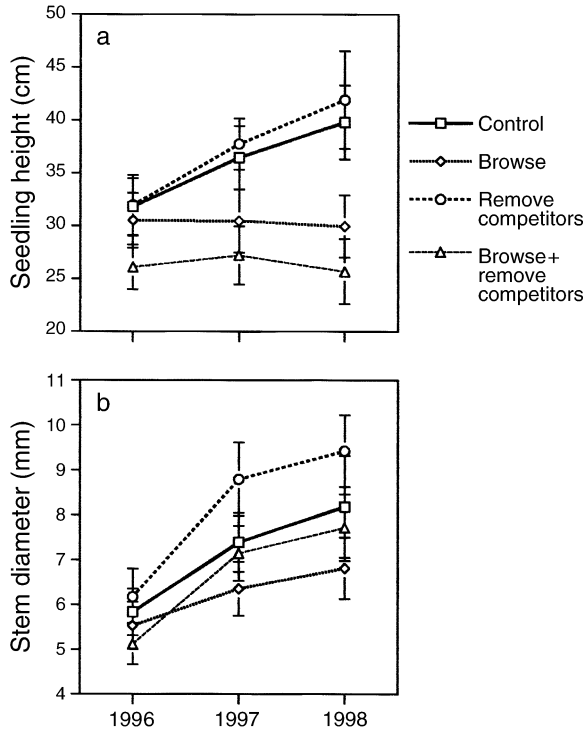 50
45
40
35
30
25
20
Seedling height (cm)
a
Control
Browse
Remove
competitors
Browse+
remove
competitors
11
10
9
8
7
6
5
4
Stem diameter (mm)
b
1996
1997
1998